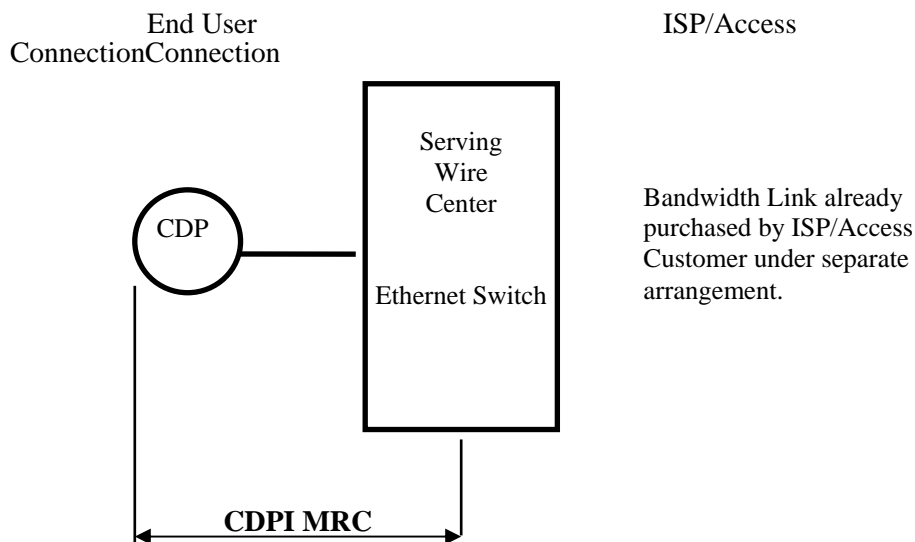 End User
ISP/Access
ConnectionConnection
Serving
Wire
Center
CDP
Ethernet Switch
Bandwidth Link already
purchased by ISP/Access
Customer under separate
arrangement.
CDPI MRC